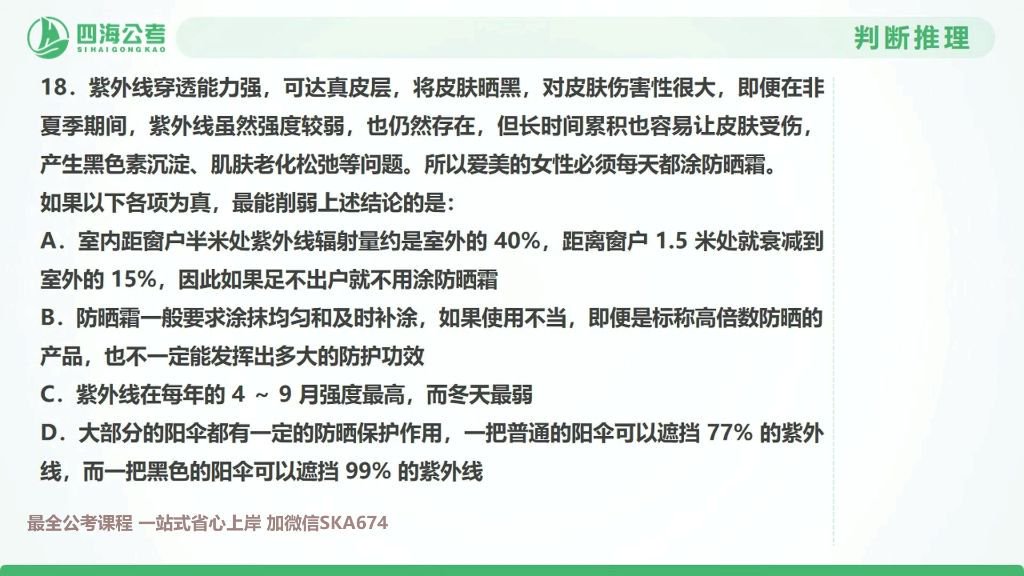 四海公考
SIHAIGONGKAO
判断推理
18．紫外线穿透能力强，可达真皮层，将皮肤晒黑，对皮肤伤害性很大，即便在非
夏季期间，紫外线虽然强度较弱，也仍然存在，但长时间累积也容易让皮肤受伤，
产生黑色素沉淀、肌肤老化松弛等问题。所以爱美的女性必须每天都涂防晒霜。
如果以下各项为真，最能削弱上述结论的是：
A．室内距窗户半米处紫外线辐射量约是室外的 40%，距离窗户 1.5 米处就衰减到
室外的 15%，因此如果足不出户就不用涂防晒霜
B．防晒霜一般要求涂抹均匀和及时补涂，如果使用不当，即便是标称高倍数防晒的
产品，也不一定能发挥出多大的防护功效
C．紫外线在每年的 4 ～ 9 月强度最高，而冬天最弱
D．大部分的阳伞都有一定的防晒保护作用，一把普通的阳伞可以遮挡 77% 的紫外
线，而一把黑色的阳伞可以遮挡 99% 的紫外线
最全公考课程 一站式省心上岸 加微信SKA674